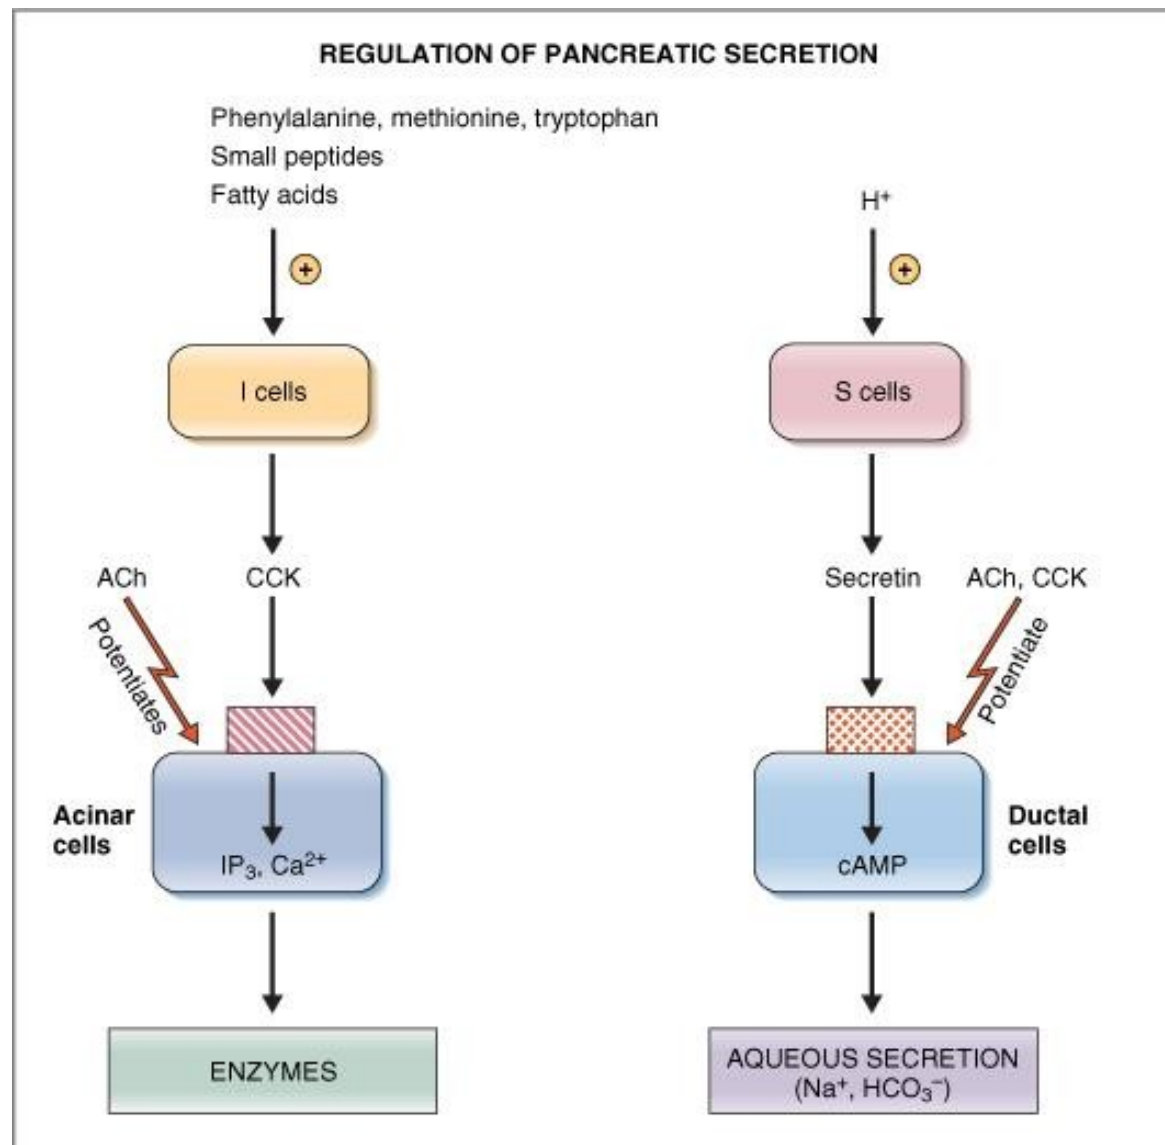 REGULATION OF PANCREATIC SECRETION
Phenylalanine, methionine, tryptophan
Small peptides
Fatty acids
H⁺
+
+
I cells
S cells
ACh
CCK
Secretin
ACh, CCK
Potentiates
Potentiate
Acinar
cells
IP₃, Ca²⁺
cAMP
Ductal
cells
ENZYMES
AQUEOUS SECRETION
(Na⁺, HCO₃⁻)